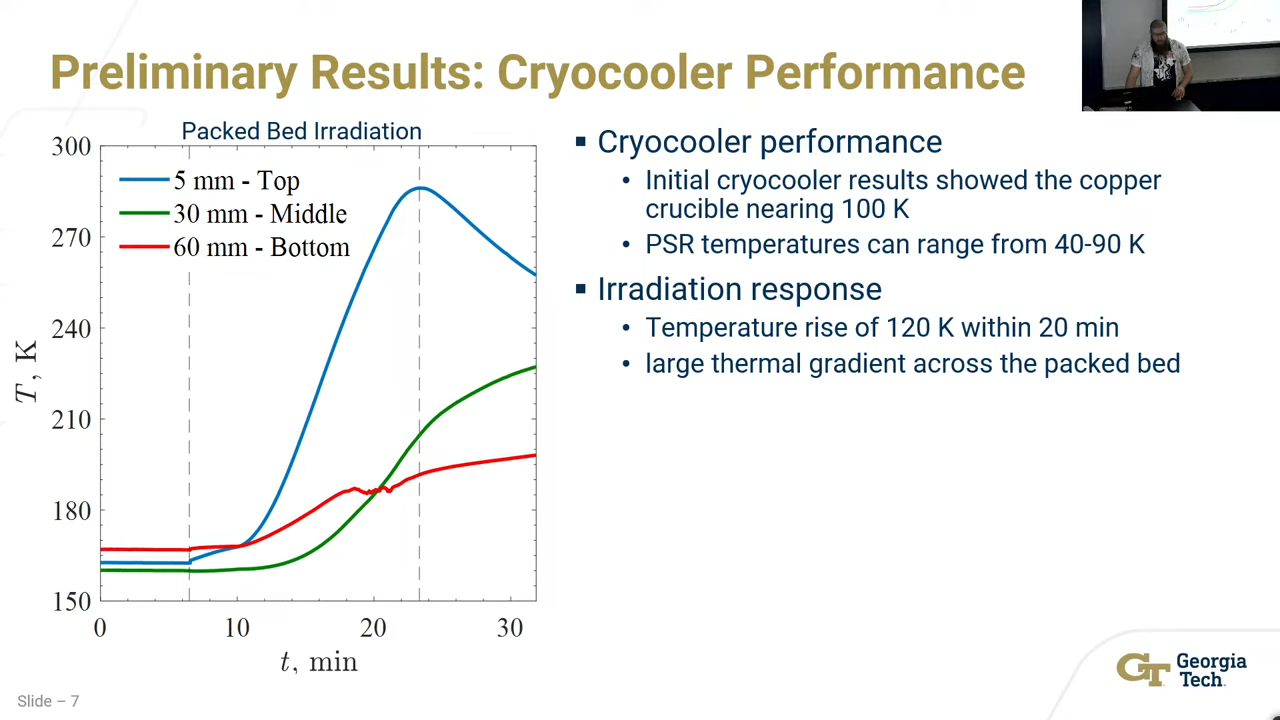 Preliminary Results: Cryocooler Performance
Packed Bed Irradiation
300
270
240
210
180
150
T, K
5 mm - Top
30 mm - Middle
60 mm - Bottom
0
10
20
30
t, min
▪ Cryocooler performance
• Initial cryocooler results showed the copper
crucible nearing 100 K
• PSR temperatures can range from 40-90 K
▪ Irradiation response
• Temperature rise of 120 K within 20 min
• large thermal gradient across the packed bed
Slide – 7
GT Georgia
Tech.